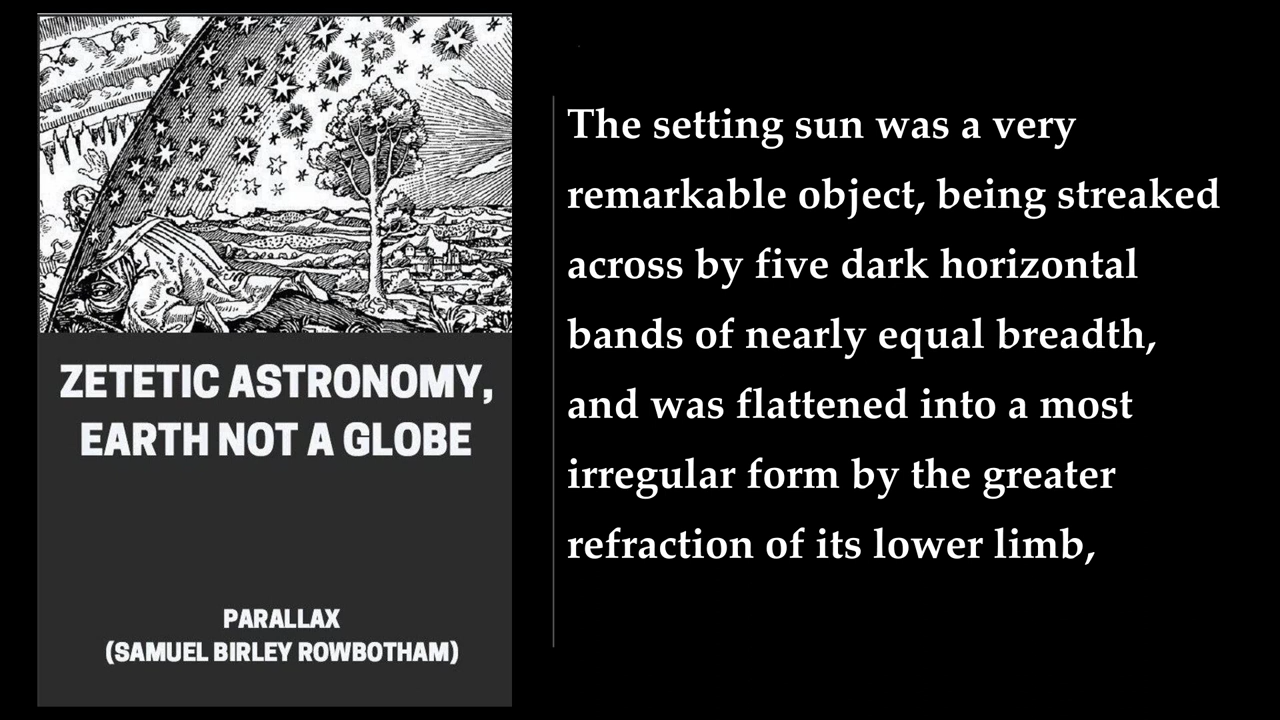 ZETETIC ASTRONOMY,
EARTH NOT A GLOBE
PARALLAX
(SAMUEL BIRLEY ROWBOTHAM)
The setting sun was a very
remarkable object, being streaked
across by five dark horizontal
bands of nearly equal breadth,
and was flattened into a most
irregular form by the greater
refraction of its lower limb,